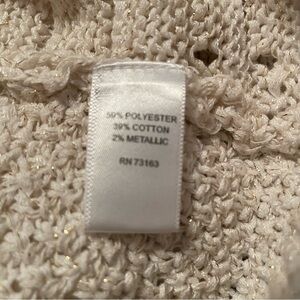 59% POLYESTER
39% COTTON
2% METALLIC
RN 73163